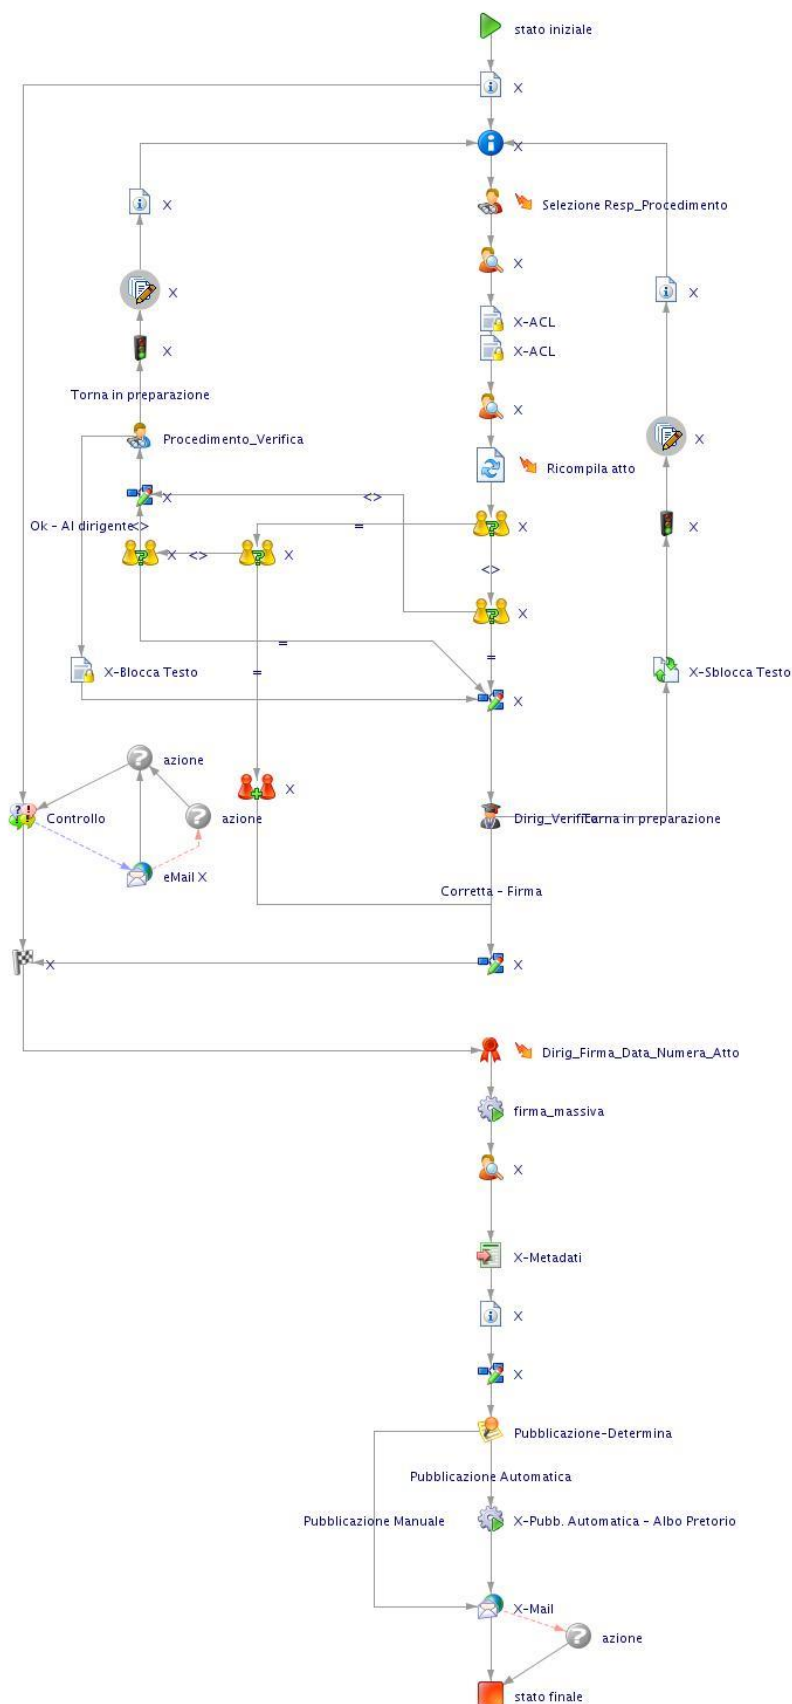 stato iniziale
X
X
X
Selezione Resp_Procedimento
X
X
X
X-ACL
X
X-ACL
Torna in preparazione
X
Procedimento_Verifica
X
Ricompila atto
X
<>
Ok - Al dirigente<>
=
X
X
X
<>
X
<>
X
=
=
X-Blocca Testo
=
X-Sblocca Testo
X
azione
X
Controllo
azione
Dirig_Verifica
Torna in preparazione
eMail X
Corretta - Firma
X
X
Dirig_Firma_Data_Numera_Atto
firma_massiva
X
X-Metadati
X
X
Pubblicazione-Determina
Pubblicazione Automatica
Pubblicazione Manuale
X-Pubb. Automatica - Albo Pretorio
X-Mail
azione
stato finale